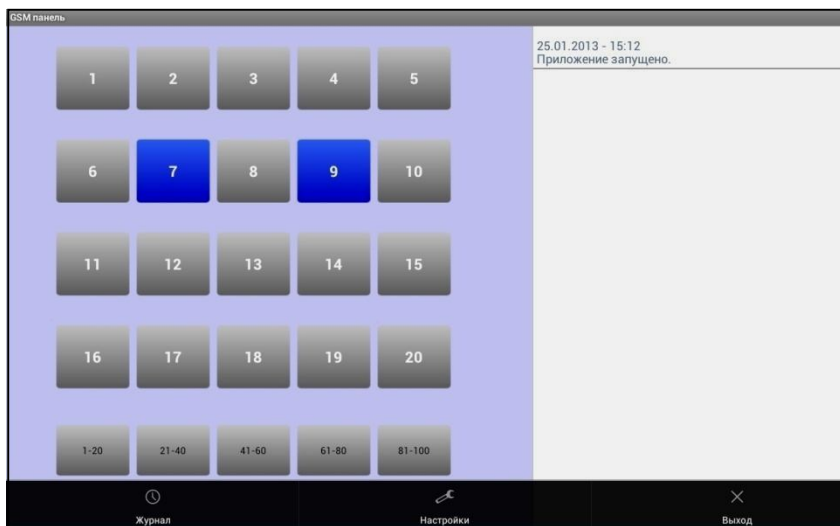 GSM панель
1 2 3 4 5
6 7 8 9 10
11 12 13 14 15
16 17 18 19 20
1-20 21-40 41-60 61-80 81-100
25.01.2013 - 15:12
Приложение запущено.
Журнал Настройки Выход